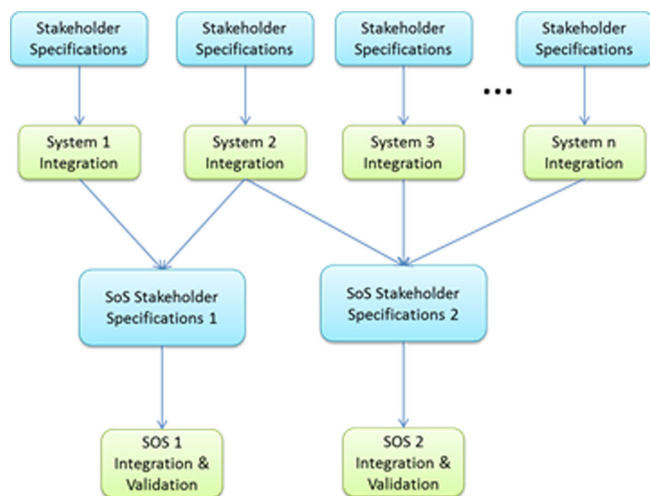 Stakeholder
Specifications
Stakeholder
Specifications
Stakeholder
Specifications
Stakeholder
Specifications
...
System 1
Integration
System 2
Integration
System 3
Integration
System n
Integration
SoS Stakeholder
Specifications 1
SoS Stakeholder
Specifications 2
SOS 1
Integration &
Validation
SOS 2
Integration &
Validation